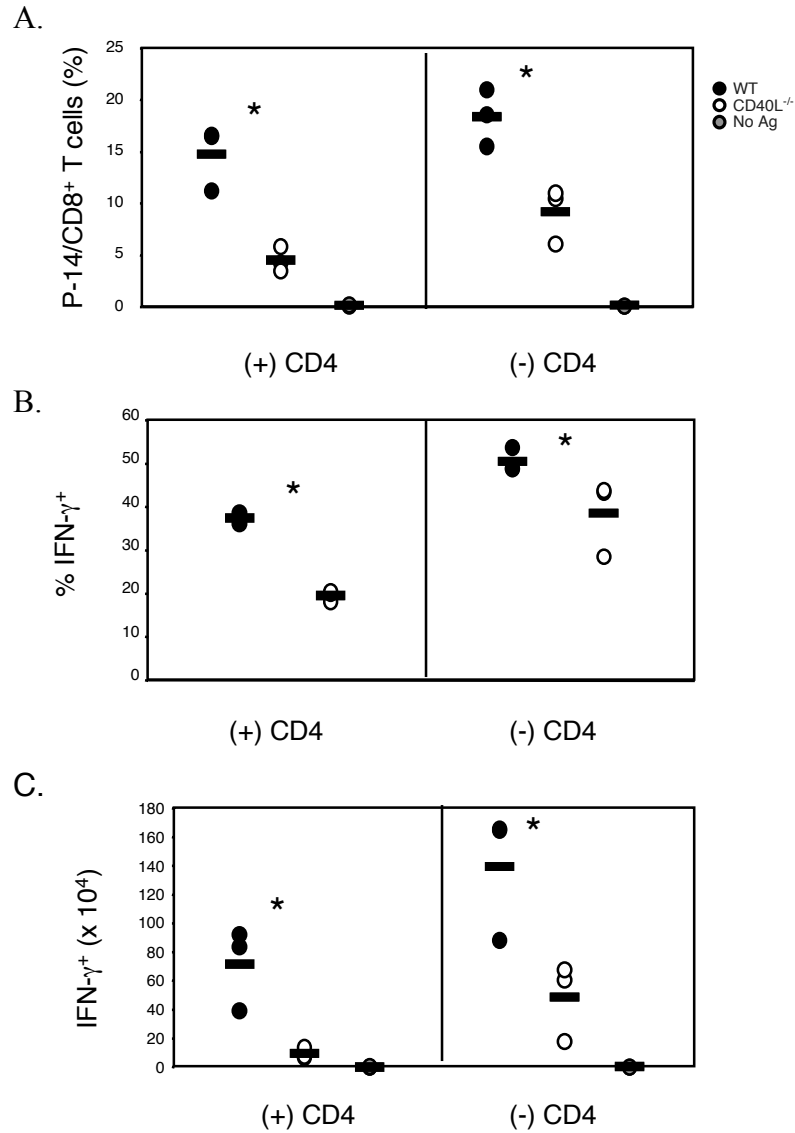 A.
P-14/CD8⁺ T cells (%)
25
20
15
10
5
0
*
*
WT
CD40L⁻/⁻
No Ag
(+) CD4
(-) CD4
B.
% IFN-γ⁺
60
50
40
30
20
10
0
*
*
(+) CD4
(-) CD4
C.
IFN-γ⁺ (x 10⁴)
180
160
140
120
100
80
60
40
20
0
*
*
(+) CD4
(-) CD4